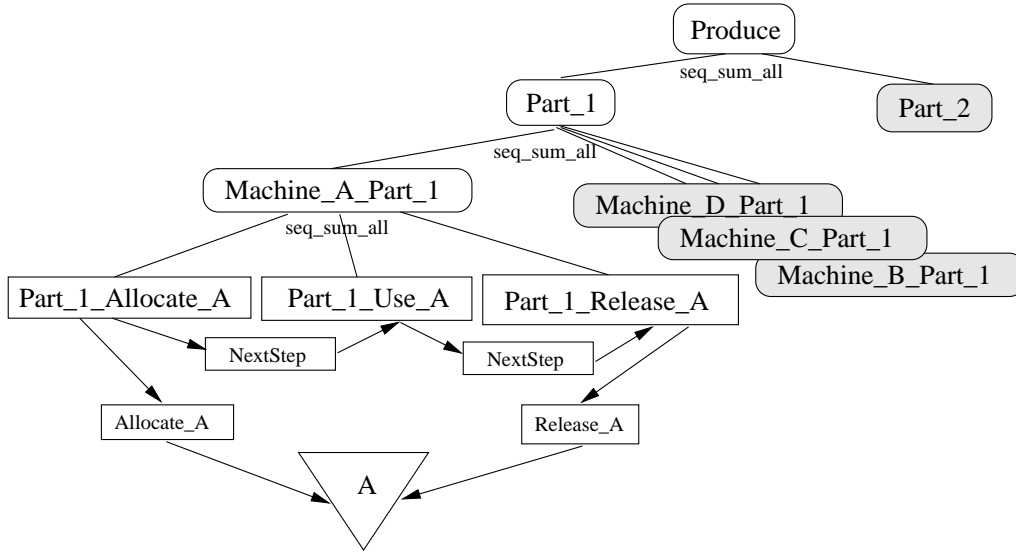 Produce
seq_sum_all
Part_1
Part_2
seq_sum_all
Machine_A_Part_1
Machine_D_Part_1
seq_sum_all
Machine_C_Part_1
Machine_B_Part_1
Part_1_Allocate_A
Part_1_Use_A
Part_1_Release_A
NextStep
NextStep
Allocate_A
Release_A
A